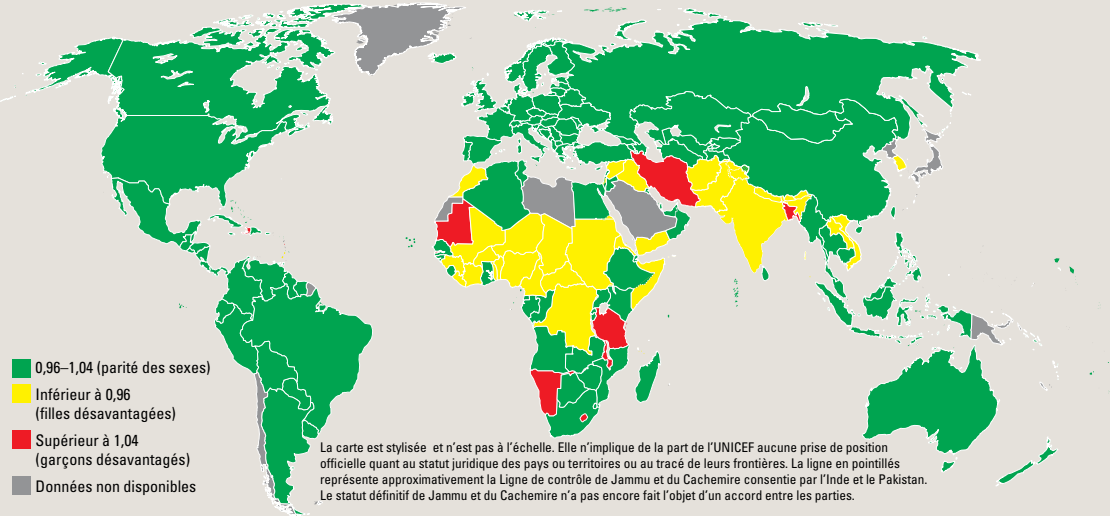 0,96–1,04 (parité des sexes)
Inférieur à 0,96
(filles désavantagées)
Supérieur à 1,04
(garçons désavantagés)
Données non disponibles
La carte est stylisée et n’est pas à l’échelle. Elle n’implique de la part de l’UNICEF aucune prise de position
officielle quant au statut juridique des pays ou territoires ou au tracé de leurs frontières. La ligne en pointillés
représente approximativement la Ligne de contrôle de Jammu et du Cachemire consentie par l’Inde et le Pakistan.
Le statut définitif de Jammu et du Cachemire n’a pas encore fait l’objet d’un accord entre les parties.